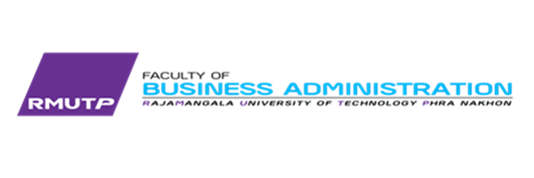 RMUTP
FACULTY OF
BUSINESS ADMINISTRATION
RAJAMANGALA UNIVERSITY OF TECHNOLOGY PHRA NAKHON